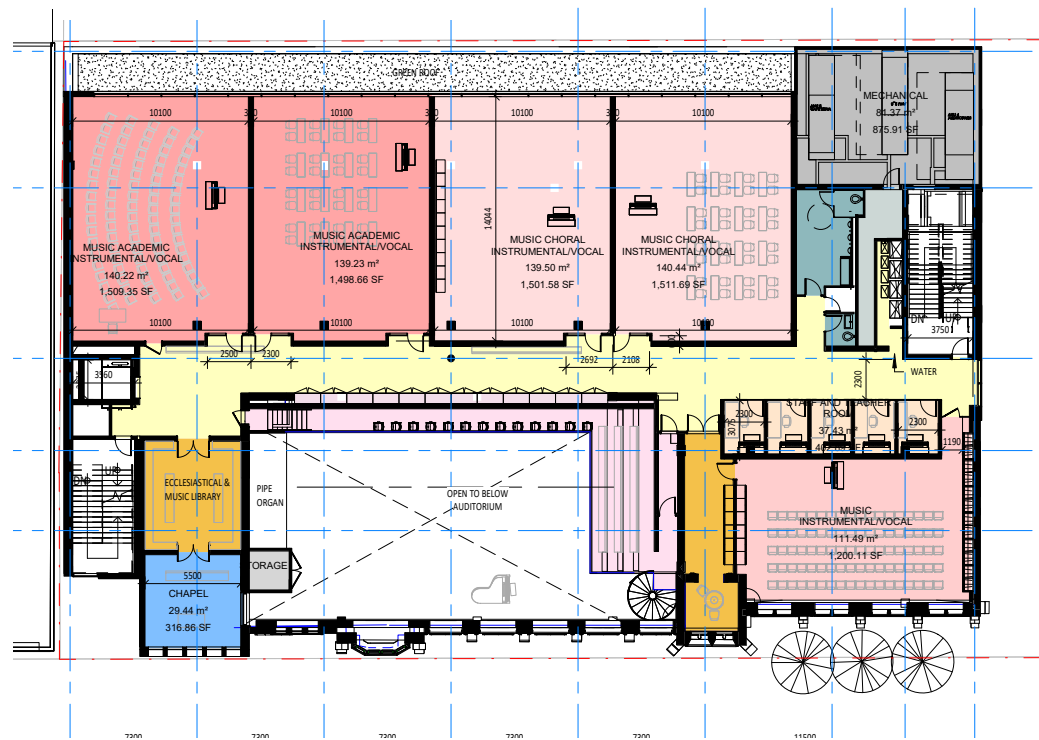 GREEN ROOF
MECHANICAL
81.37 m²
875.91 SF
10100
10100
10100
10100
14044
MUSIC ACADEMIC
INSTRUMENTAL/VOCAL
140.22 m²
1,509.35 SF
MUSIC ACADEMIC
INSTRUMENTAL/VOCAL
139.23 m²
1,498.66 SF
MUSIC CHORAL
INSTRUMENTAL/VOCAL
139.50 m²
1,501.58 SF
MUSIC CHORAL
INSTRUMENTAL/VOCAL
140.44 m²
1,511.69 SF
10100
10100
10100
DN
UP
3750
2500
2300
2692
2108
3560
2300
WATER
STAFF AND TEACHER
ROOM
37.43 m²
2300
3075
2300
1190
DN
UP
ECCLESIASTICAL &
MUSIC LIBRARY
PIPE
ORGAN
OPEN TO BELOW
AUDITORIUM
MUSIC
INSTRUMENTAL/VOCAL
111.49 m²
1,200.11 SF
5500
CHAPEL
29.44 m²
316.86 SF
7300
7300
7300
7300
7300
11500